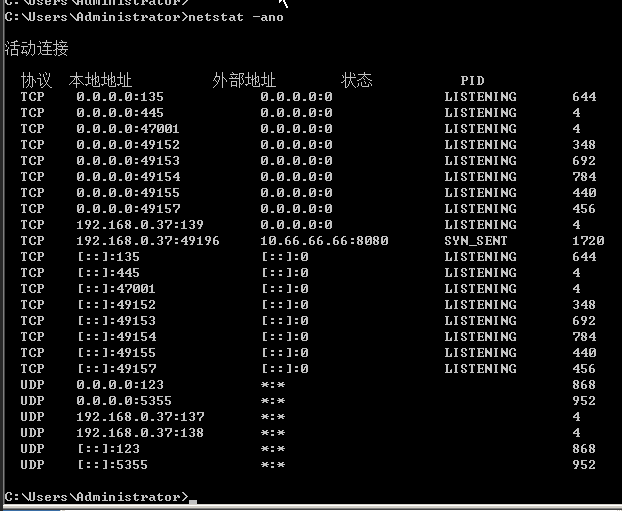 C:\Users\Administrator>
C:\Users\Administrator>netstat -ano
活动连接
协议 本地地址 外部地址 状态 PID
TCP 0.0.0.0:135 0.0.0.0:0 LISTENING 644
TCP 0.0.0.0:445 0.0.0.0:0 LISTENING 4
TCP 0.0.0.0:47001 0.0.0.0:0 LISTENING 4
TCP 0.0.0.0:49152 0.0.0.0:0 LISTENING 348
TCP 0.0.0.0:49153 0.0.0.0:0 LISTENING 692
TCP 0.0.0.0:49154 0.0.0.0:0 LISTENING 784
TCP 0.0.0.0:49155 0.0.0.0:0 LISTENING 440
TCP 0.0.0.0:49157 0.0.0.0:0 LISTENING 456
TCP 192.168.0.37:139 0.0.0.0:0 LISTENING 4
TCP 192.168.0.37:49196 10.66.66.66:8080 SYN_SENT 1720
TCP [::]:135 [::]:0 LISTENING 644
TCP [::]:445 [::]:0 LISTENING 4
TCP [::]:47001 [::]:0 LISTENING 4
TCP [::]:49152 [::]:0 LISTENING 348
TCP [::]:49153 [::]:0 LISTENING 692
TCP [::]:49154 [::]:0 LISTENING 784
TCP [::]:49155 [::]:0 LISTENING 440
TCP [::]:49157 [::]:0 LISTENING 456
UDP 0.0.0.0:123 *:* 868
UDP 0.0.0.0:5355 *:* 952
UDP 192.168.0.37:137 *:* 4
UDP 192.168.0.37:138 *:* 4
UDP [::]:123 *:* 868
UDP [::]:5355 *:* 952
C:\Users\Administrator>_